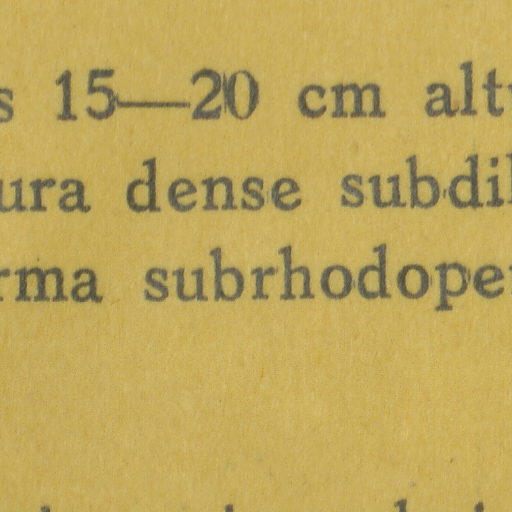 s 15—20 cm alt
ura dense subdil
rma subrhodope